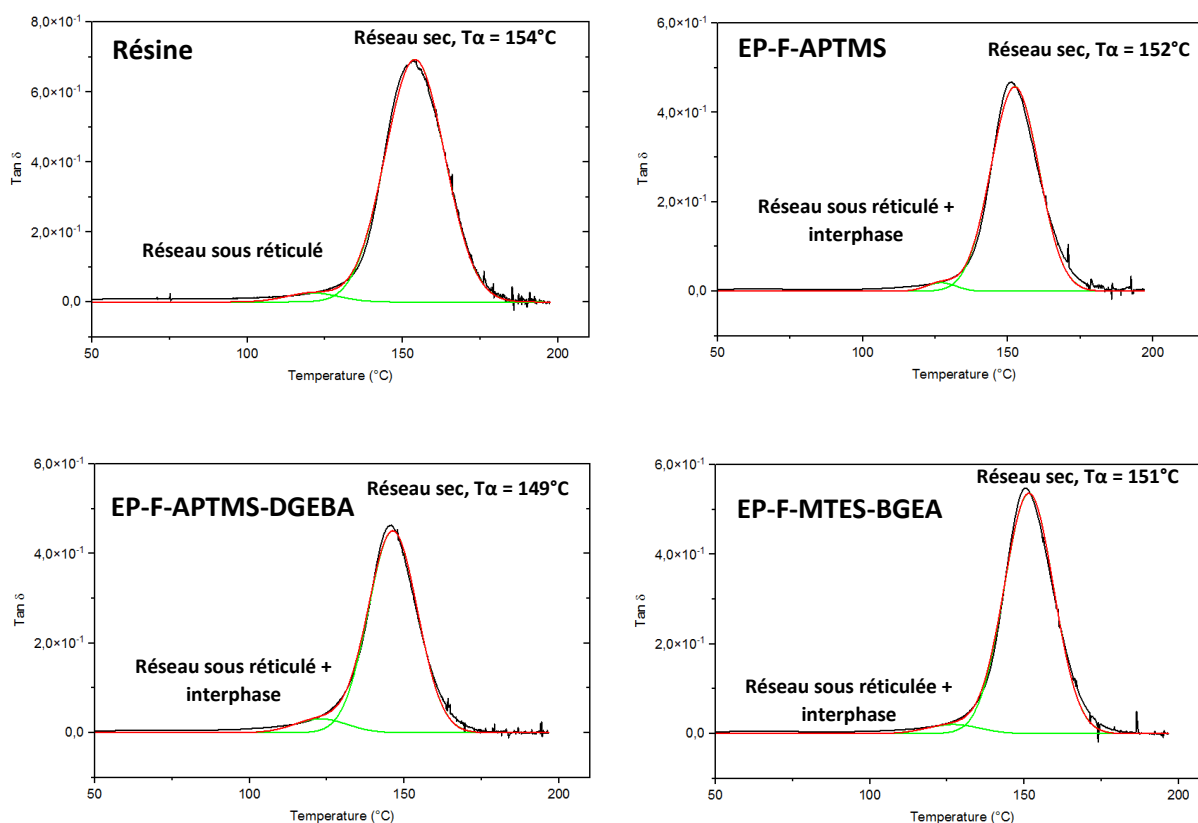 Résine
Réseau sec, Tα = 154°C
Réseau sous réticulé
8,0×10⁻¹
6,0×10⁻¹
4,0×10⁻¹
2,0×10⁻¹
0,0
Tan δ
50
100
150
200
Temperature (°C)
EP-F-APTMS
Réseau sec, Tα = 152°C
Réseau sous réticulé +
interphase
6,0×10⁻¹
4,0×10⁻¹
2,0×10⁻¹
0,0
Tan δ
50
100
150
200
Temperature (°C)
EP-F-APTMS-DGEBA
Réseau sec, Tα = 149°C
Réseau sous réticulé +
interphase
6,0×10⁻¹
4,0×10⁻¹
2,0×10⁻¹
0,0
Tan δ
50
100
150
200
Temperature (°C)
EP-F-MTES-BGEA
Réseau sec, Tα = 151°C
Réseau sous réticulée +
interphase
6,0×10⁻¹
4,0×10⁻¹
2,0×10⁻¹
0,0
Tan δ
50
100
150
200
Temperature (°C)